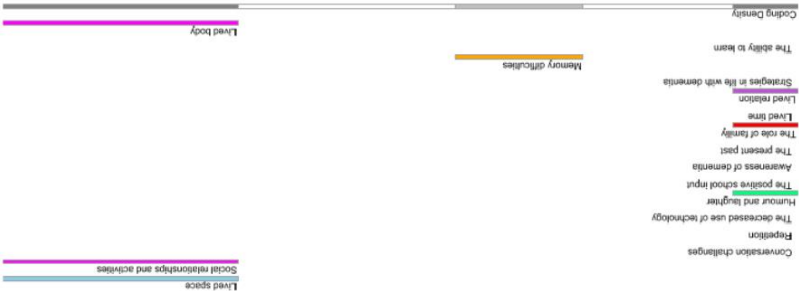 Lived space
Social relationships and activities
Conversation challenges
Repetition
The decreased use of technology
Humour and laughter
The positive school input
Awareness of dementia
The present past
The role of family
Lived time
Lived relation
Strategies in life with dementia
Memory difficulties
The ability to learn
Lived body
Coding Density